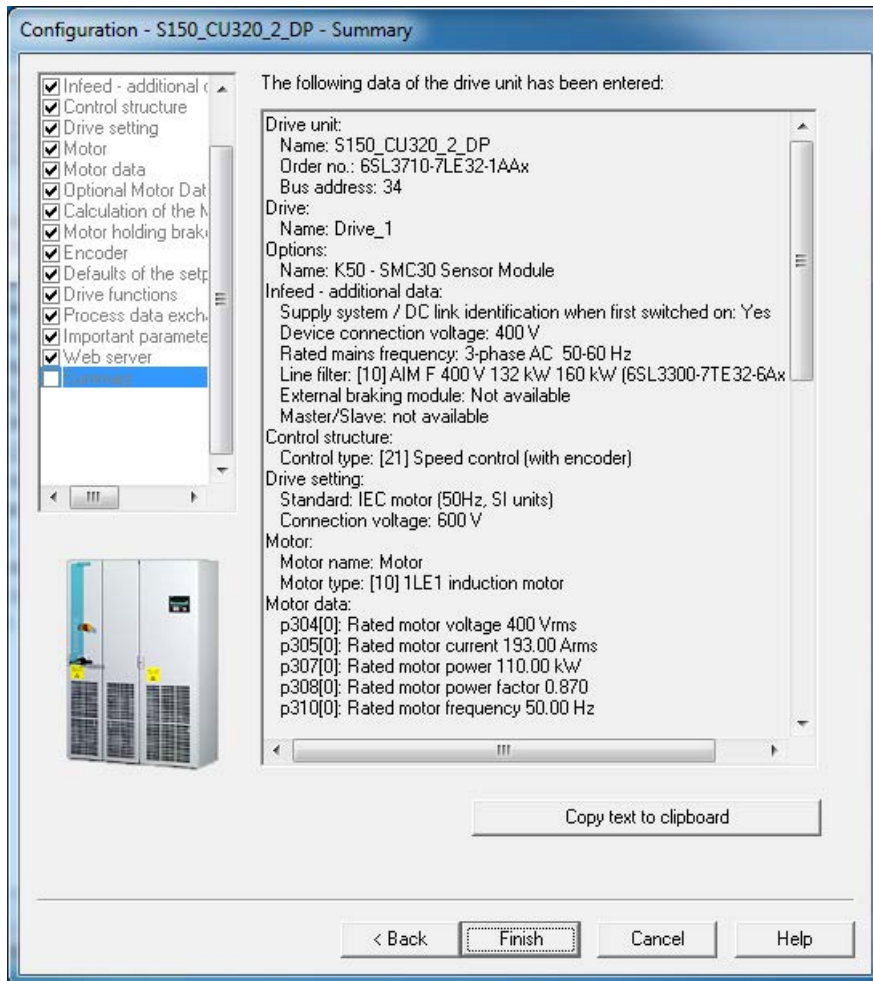 Configuration - S150_CU320_2_DP - Summary
Infeed - additional
Control structure
Drive setting
Motor
Motor data
Optional Motor Dat
Calculation of the
Motor holding brak
Encoder
Defaults of the setp
Drive functions
Process data exch
Important paramete
Web server
The following data of the drive unit has been entered:
Drive unit:
Name: S150_CU320_2_DP
Order no.: 6SL3710-7LE32-1AAx
Bus address: 34
Drive:
Name: Drive_1
Options:
Name: K50 - SMC30 Sensor Module
Infeed - additional data:
Supply system / DC link identification when first switched on: Yes
Device connection voltage: 400 V
Rated mains frequency: 3-phase AC 50-60 Hz
Line filter: [10] AIM F 400 V 132 kW 160 kW (6SL3300-7TE32-6Ax
External braking module: Not available
Master/Slave: not available
Control structure:
Control type: [21] Speed control (with encoder)
Drive setting:
Standard: IEC motor (50Hz, SI units)
Connection voltage: 600 V
Motor:
Motor name: Motor
Motor type: [10] 1LE1 induction motor
Motor data:
p304[0]: Rated motor voltage 400 Vrms
p305[0]: Rated motor current 193.00 Arms
p307[0]: Rated motor power 110.00 kW
p308[0]: Rated motor power factor 0.870
p310[0]: Rated motor frequency 50.00 Hz
Copy text to clipboard
< Back
Finish
Cancel
Help